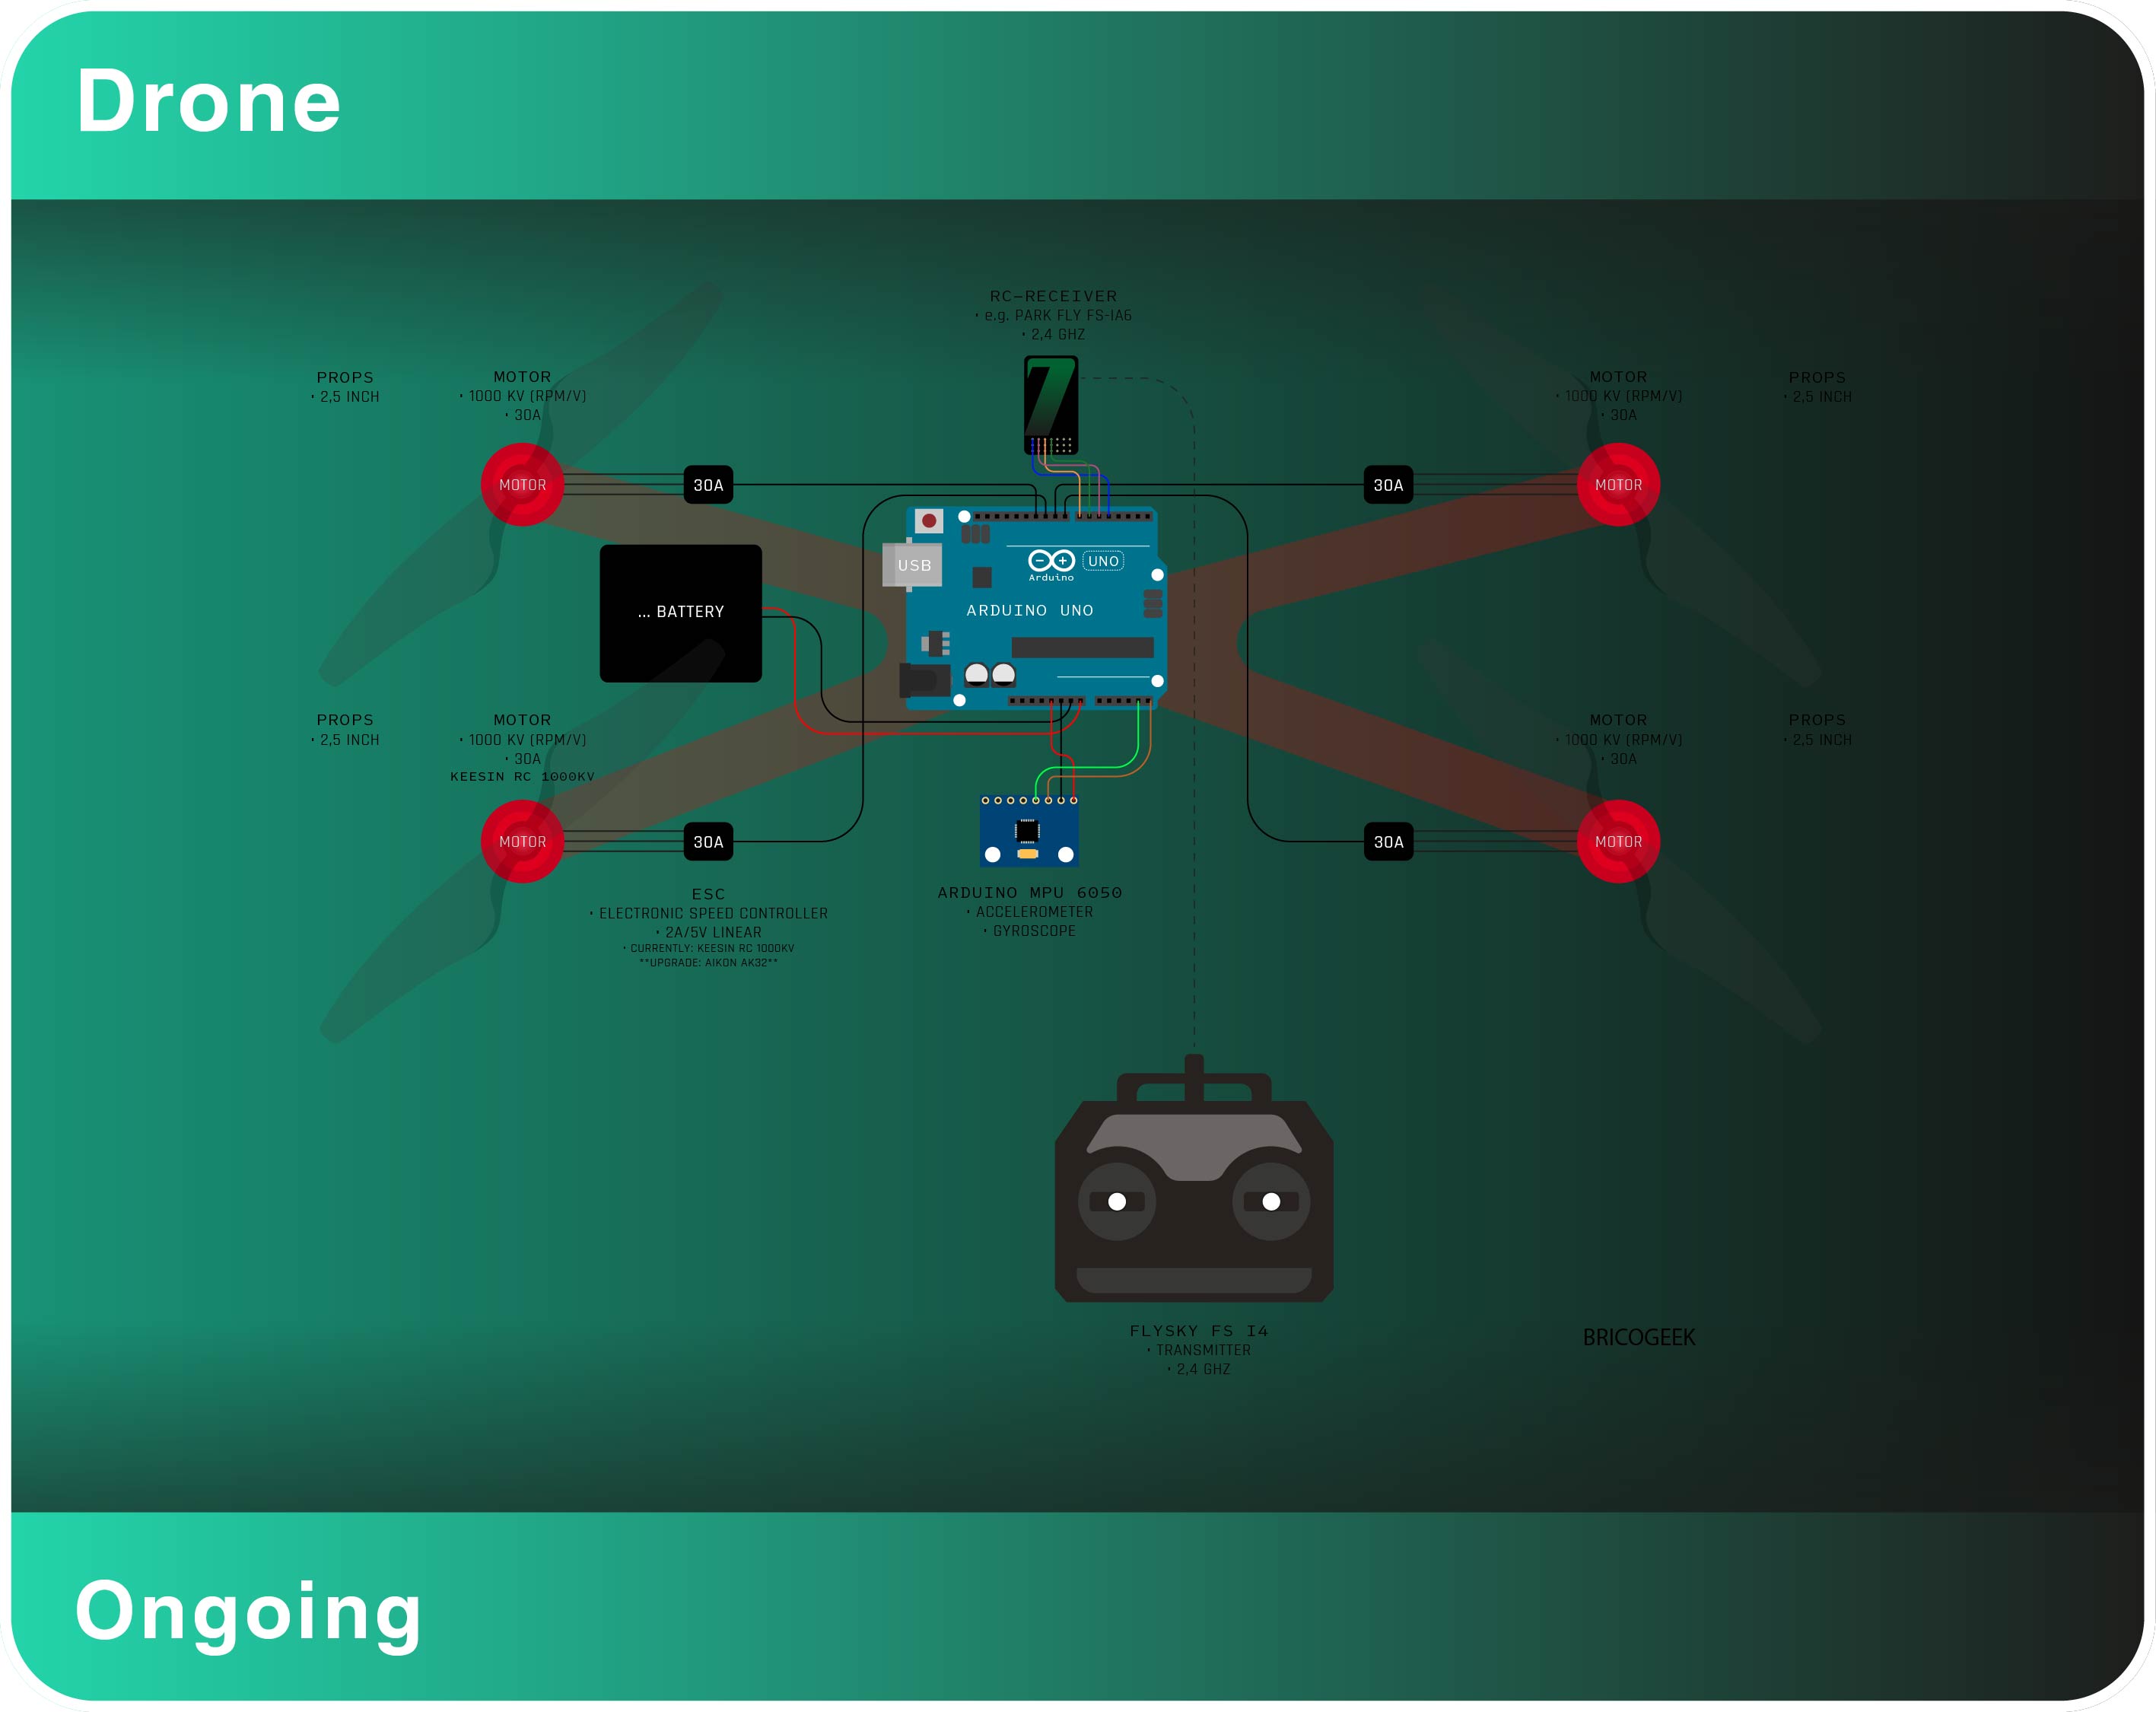 Drone
RC-RECEIVER
• e.g. PARK FLY FS-IA6
• 2,4 GHZ
7
PROPS
• 2,5 INCH
MOTOR
• 1000 KV (RPM/V)
• 30A
MOTOR
• 1000 KV (RPM/V)
• 30A
PROPS
• 2,5 INCH
MOTOR
30A
30A
MOTOR
USB
Arduino
UNO
ARDUINO UNO
... BATTERY
PROPS
• 2,5 INCH
MOTOR
• 1000 KV (RPM/V)
• 30A
KEESIN RC 1000KV
MOTOR
• 1000 KV (RPM/V)
• 30A
PROPS
• 2,5 INCH
MOTOR
30A
30A
MOTOR
ESC
• ELECTRONIC SPEED CONTROLLER
• 2A/5V LINEAR
• CURRENTLY: KEESIN RC 1000KV
**UPGRADE: AIKON AK32**
ARDUINO MPU 6050
• ACCELEROMETER
• GYROSCOPE
FLYSKY FS I4
• TRANSMITTER
• 2,4 GHZ
BRICOGEEK
Ongoing